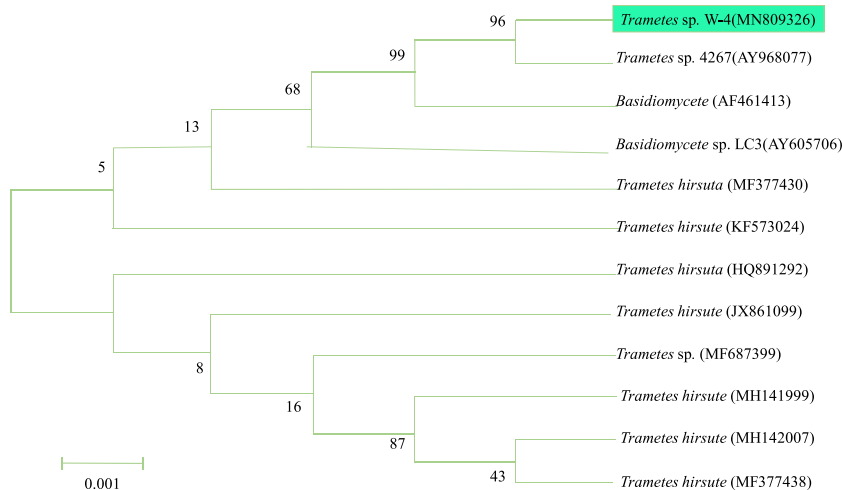 96
Trametes sp. W-4(MN809326)
99
Trametes sp. 4267(AY968077)
68
Basidiomycete (AF461413)
13
Basidiomycete sp. LC3(AY605706)
5
Trametes hirsuta (MF377430)
Trametes hirsute (KF573024)
Trametes hirsuta (HQ891292)
Trametes hirsute (JX861099)
Trametes sp. (MF687399)
8
Trametes hirsute (MH141999)
16
Trametes hirsute (MH142007)
87
43
Trametes hirsute (MF377438)
0.001